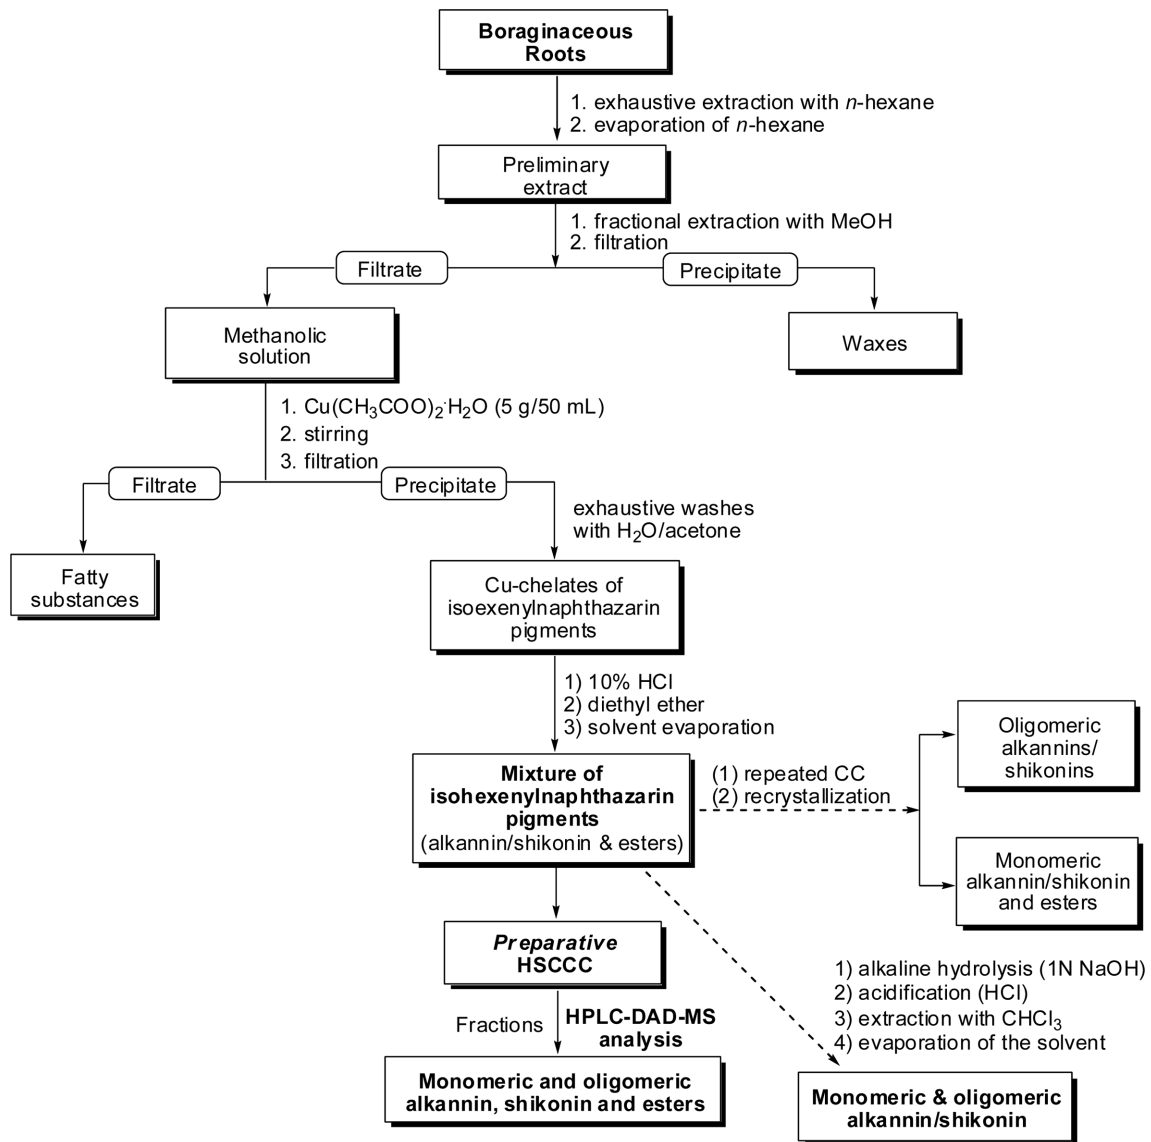 Boraginaceous
Roots
1. exhaustive extraction with n-hexane
2. evaporation of n-hexane
Preliminary
extract
1. fractional extraction with MeOH
2. filtration
Filtrate
Precipitate
Methanolic
solution
Waxes
1. Cu(CH₃COO)₂·H₂O (5 g/50 mL)
2. stirring
3. filtration
Filtrate
Precipitate
exhaustive washes
with H₂O/acetone
Fatty
substances
Cu-chelates of
isoexenylnaphthazarin
pigments
1) 10% HCl
2) diethyl ether
3) solvent evaporation
Mixture of
isohexenylnaphthazarin
pigments
(alkannin/shikonin & esters)
(1) repeated CC
(2) recrystallization
Oligomeric
alkannins/
shikonins
Monomeric
alkannin/shikonin
and esters
Preparative
HSCCC
1) alkaline hydrolysis (1N NaOH)
2) acidification (HCl)
3) extraction with CHCl₃
4) evaporation of the solvent
Fractions
HPLC-DAD-MS
analysis
Monomeric and oligomeric
alkannin, shikonin and esters
Monomeric & oligomeric
alkannin/shikonin